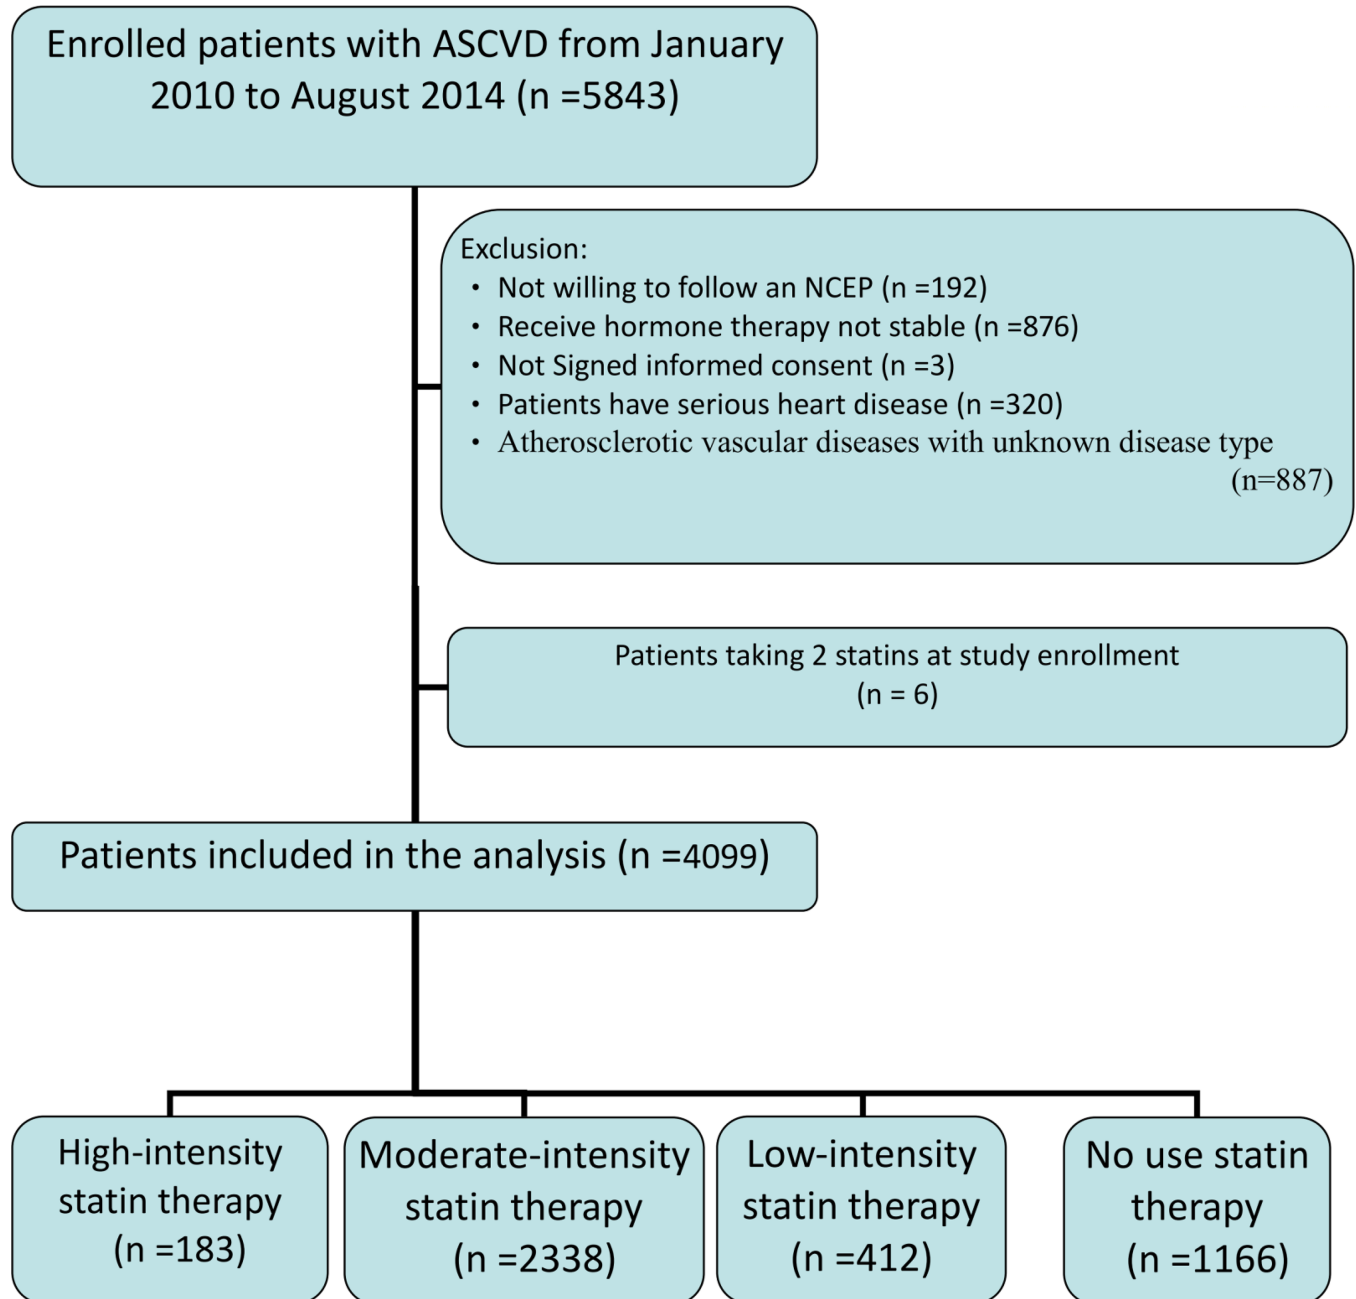 Enrolled patients with ASCVD from January
2010 to August 2014 (n =5843)
Exclusion:
• Not willing to follow an NCEP (n =192)
• Receive hormone therapy not stable (n =876)
• Not Signed informed consent (n =3)
• Patients have serious heart disease (n =320)
• Atherosclerotic vascular diseases with unknown disease type
(n=887)
Patients taking 2 statins at study enrollment
(n = 6)
Patients included in the analysis (n =4099)
High-intensity
statin therapy
(n =183)
Moderate-intensity
statin therapy
(n =2338)
Low-intensity
statin therapy
(n =412)
No use statin
therapy
(n =1166)